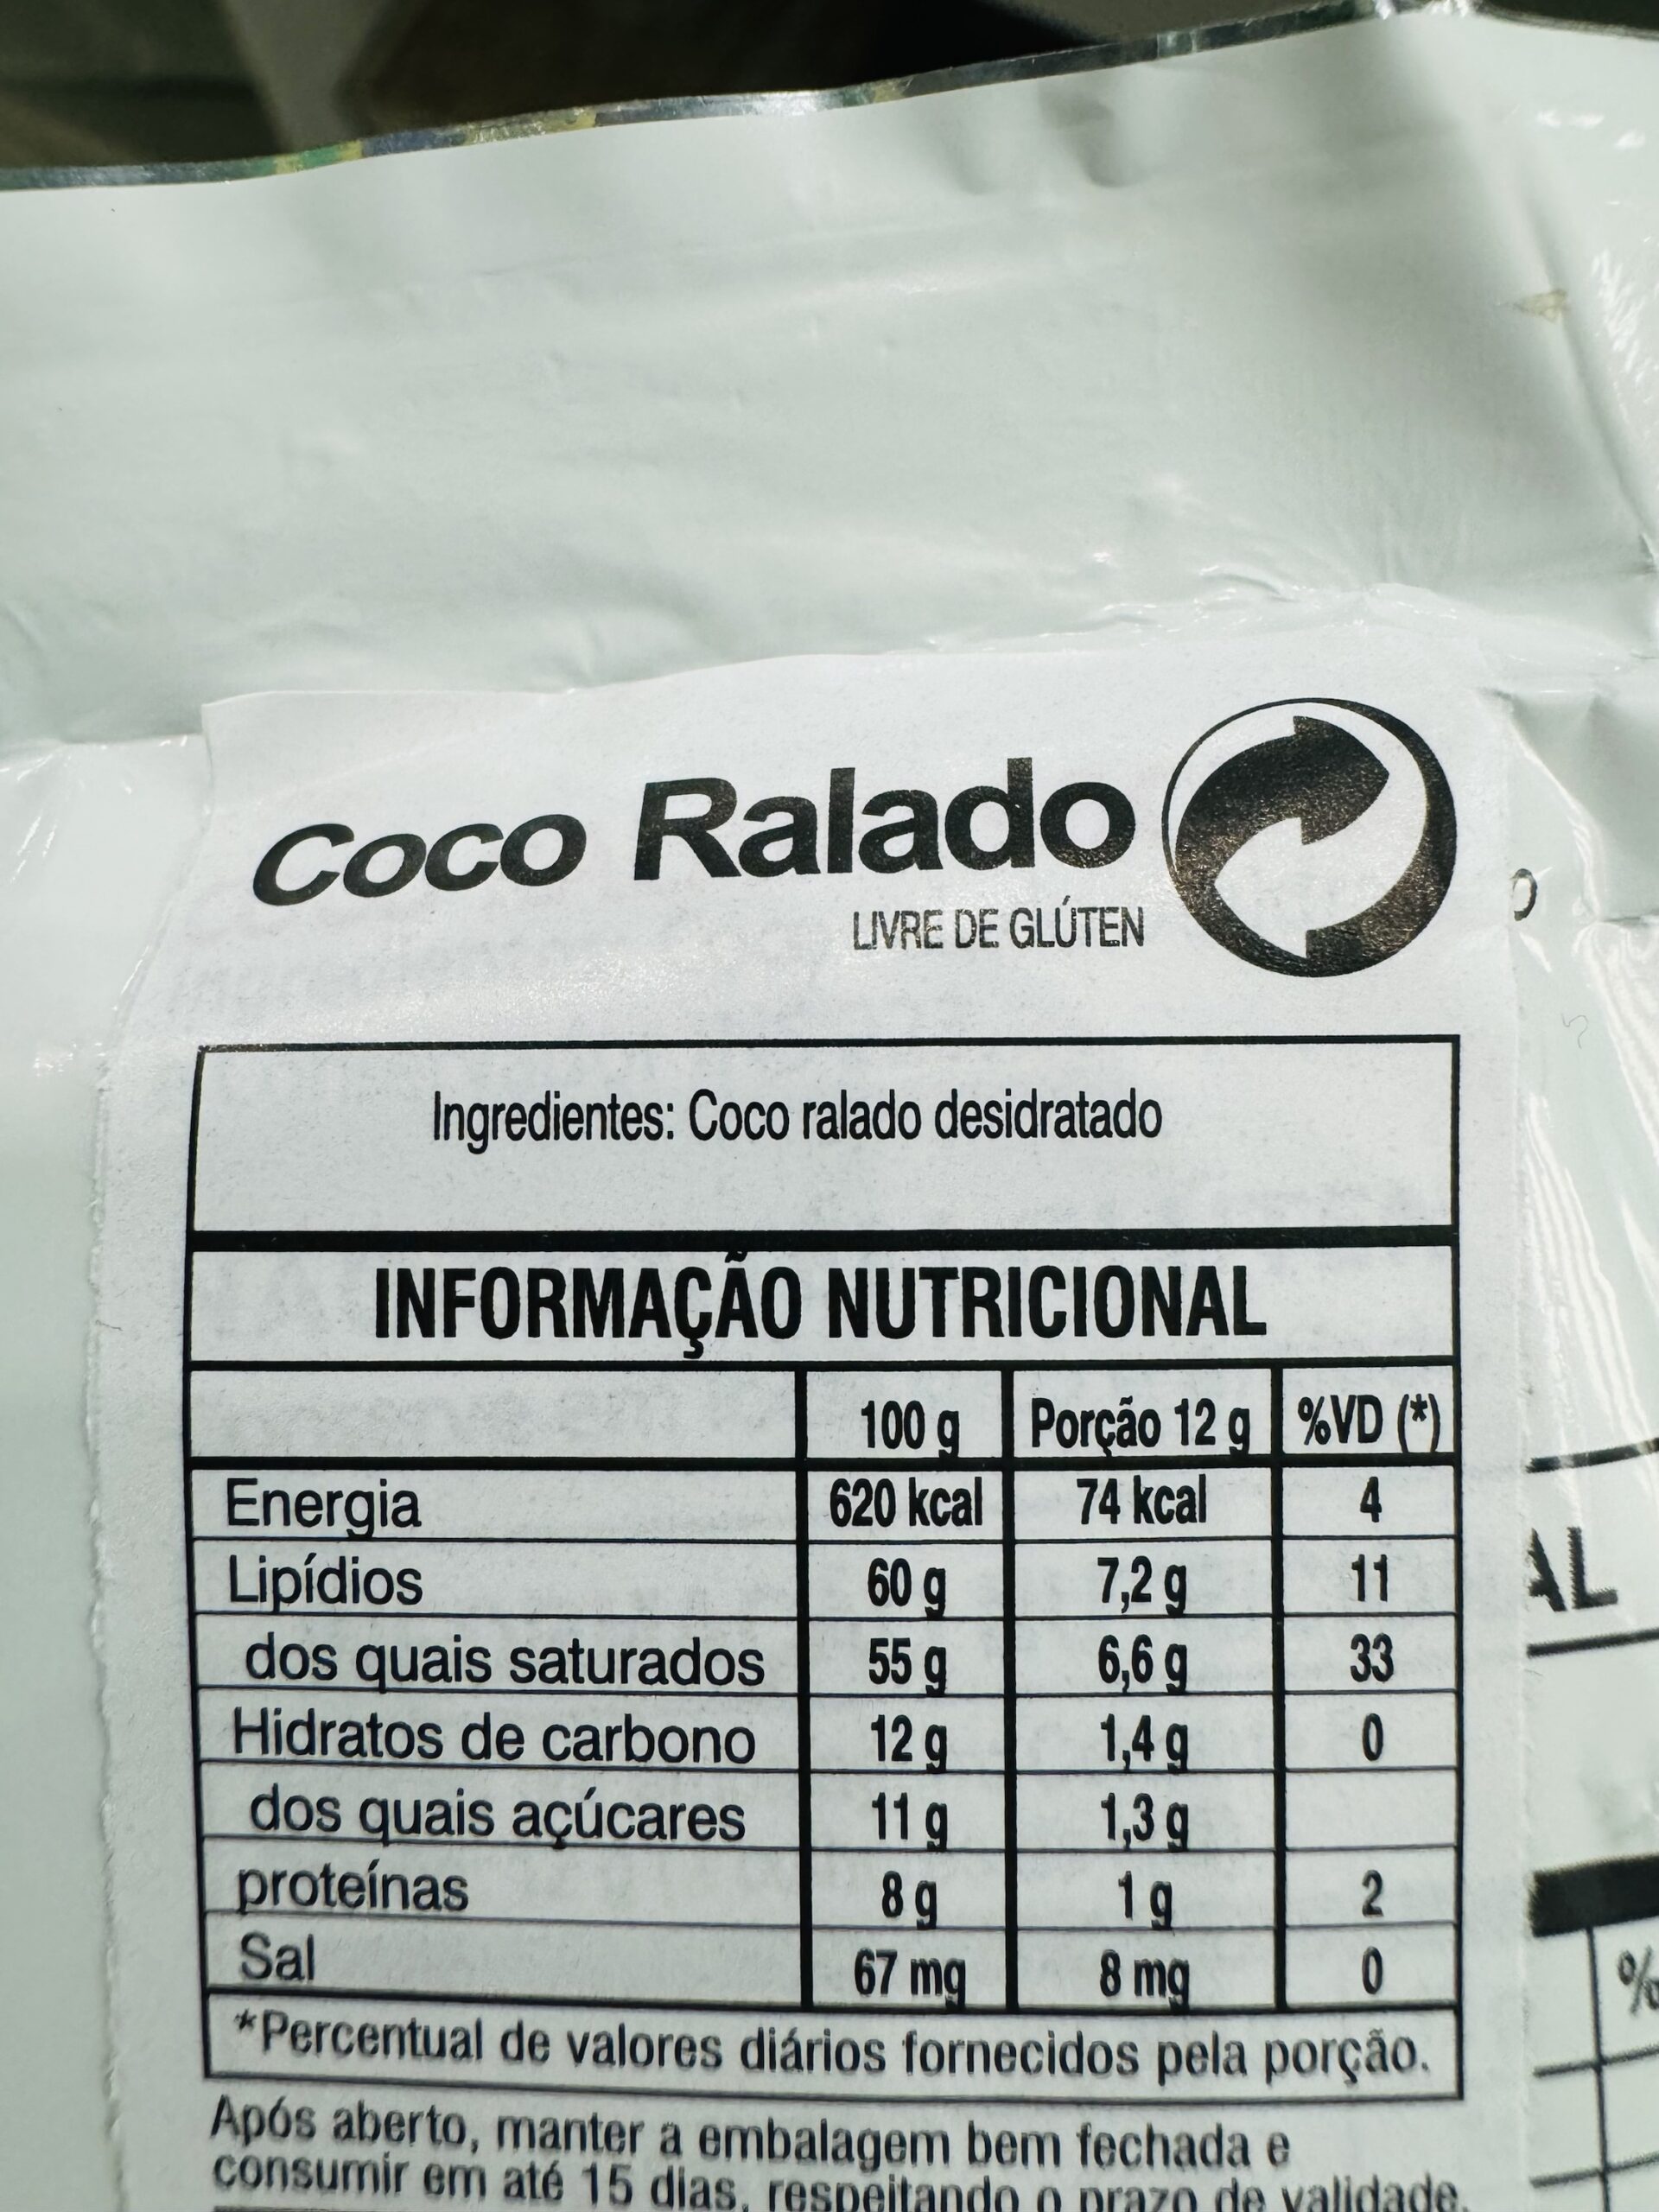 Coco Ralado
LIVRE DE GLÚTEN
Ingredientes: Coco ralado desidratado
INFORMAÇÃO NUTRICIONAL
100 g Porção 12 g %VD (*)
Energia 620 kcal 74 kcal 4
Lipídios 60 g 7,2 g 11
dos quais saturados 55 g 6,6 g 33
Hidratos de carbono 12 g 1,4 g 0
dos quais açúcares 11 g 1,3 g
proteínas 8 g 1 g 2
Sal 67 mg 8 mg 0
*Percentual de valores diários fornecidos pela porção.
Após aberto, manter a embalagem bem fechada e
consumir em até 15 dias, respeitando o prazo de validade.
AL
%